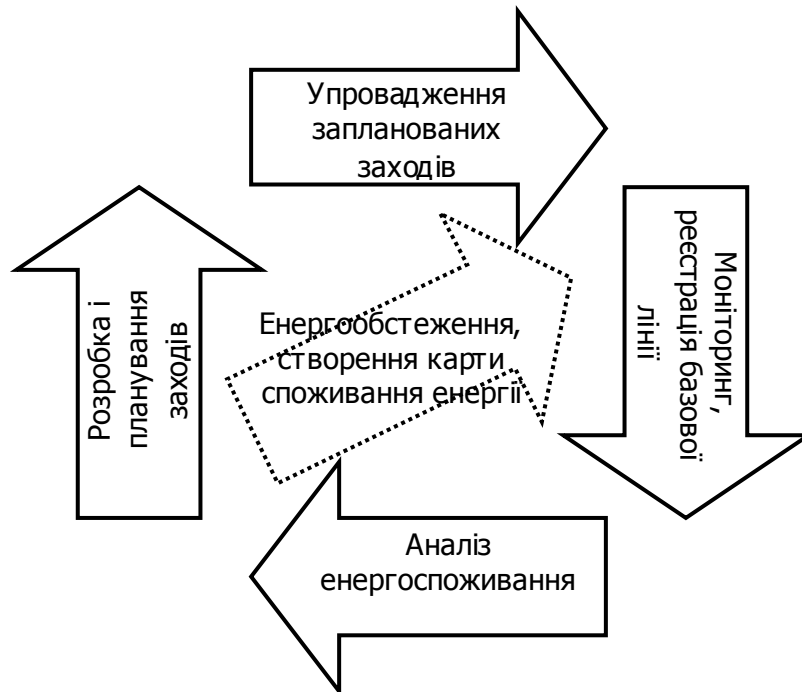 Упровадження
запланованих
заходів
Моніторинг,
реєстрація базової
лінії
Енергообстеження,
створення карти
споживання енергії
Розробка і
планування
заходів
Аналіз
енергоспоживання